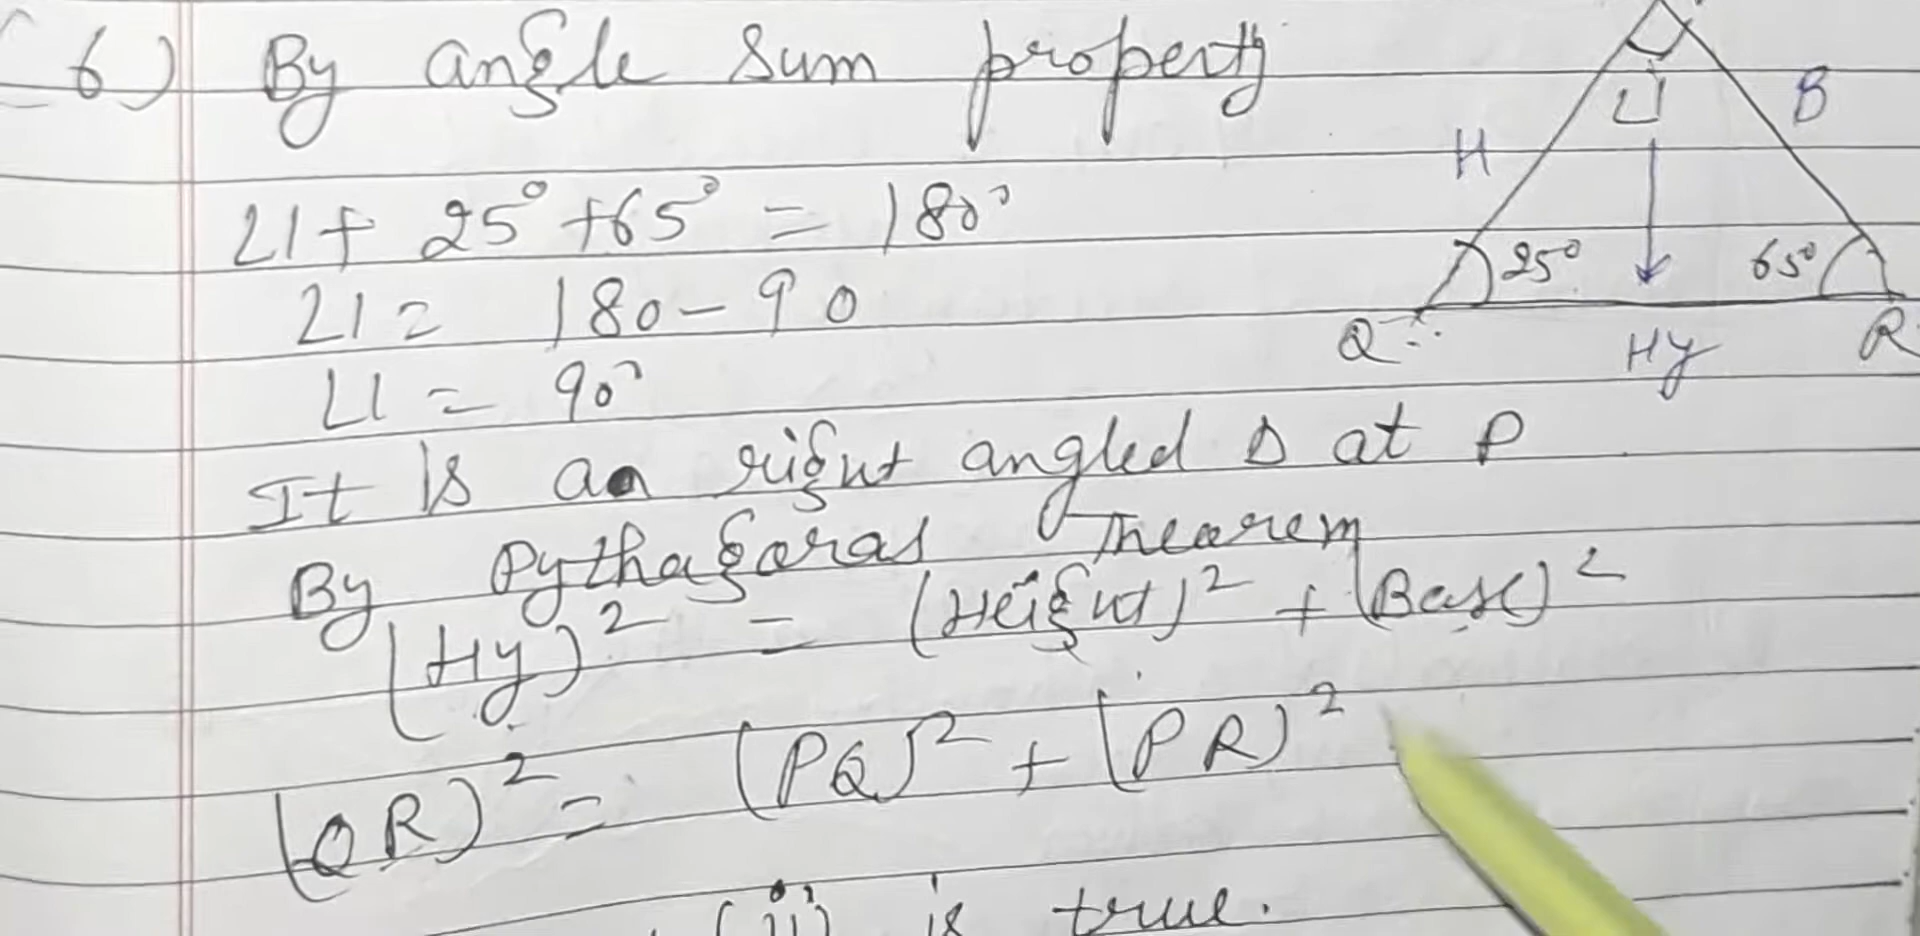 6) By angle sum property
∠1 + 25° + 65° = 180°
∠1 = 180 - 90
∠1 = 90°
It is an right angled Δ at P
By Pythagoras Theorem
(Hy)² = (Height)² + (Base)²
(QR)² = (PQ)² + (PR)²
(ii) is true.
H
∠1
B
25°
65°
Q
Hy
R